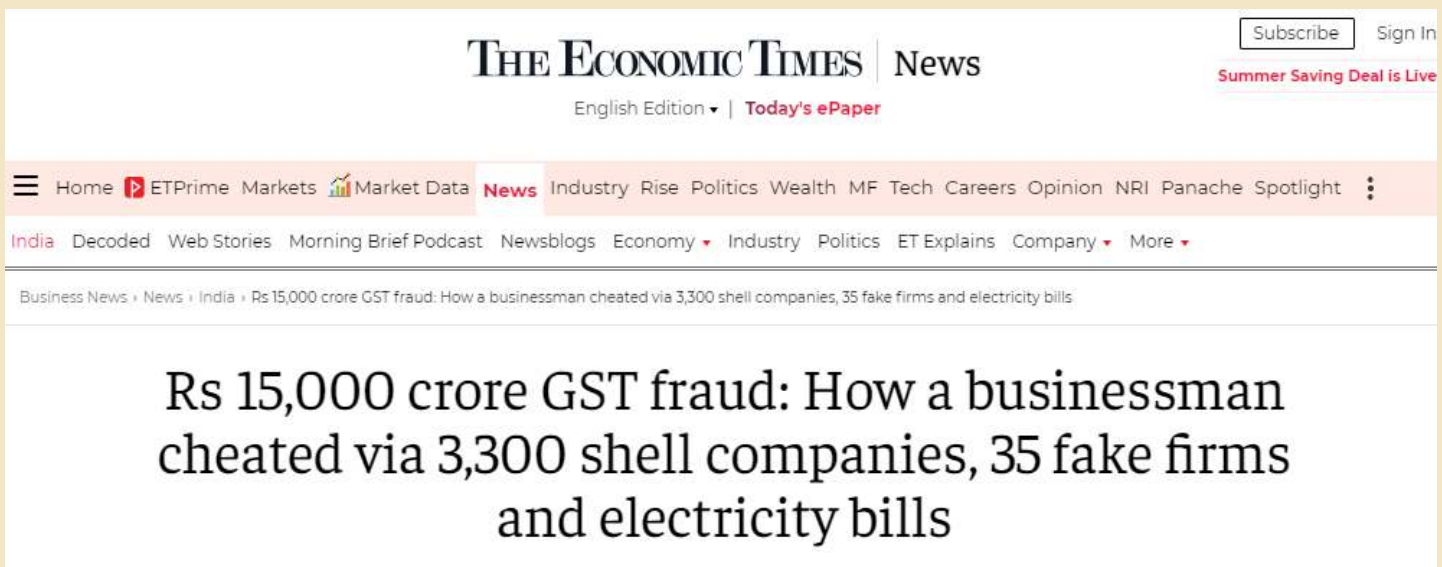 Subscribe Sign In
THE ECONOMIC TIMES | News
Summer Saving Deal is Live
English Edition ▾ | Today's ePaper
Home ETPrime Markets Market Data News Industry Rise Politics Wealth MF Tech Careers Opinion NRI Panache Spotlight
India Decoded Web Stories Morning Brief Podcast Newsblogs Economy ▾ Industry Politics ET Explains Company ▾ More ▾
Business News › News › India › Rs 15,000 crore GST fraud: How a businessman cheated via 3,300 shell companies, 35 fake firms and electricity bills
Rs 15,000 crore GST fraud: How a businessman
cheated via 3,300 shell companies, 35 fake firms
and electricity bills